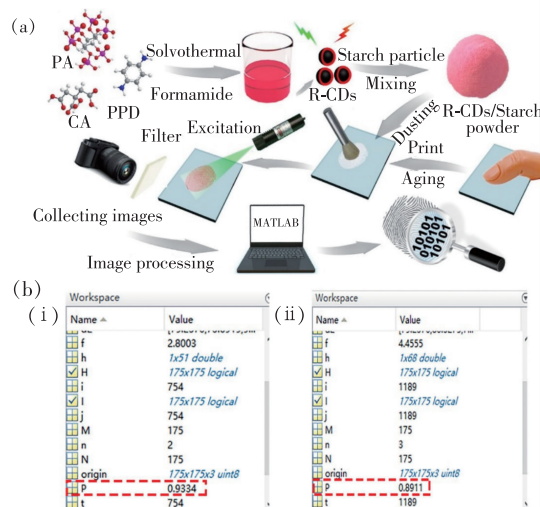 (a)
PA
CA
PPD
Solvothermal
Formamide
R-CDs
Starch particle
Mixing
R-CDs/Starch
powder
Dusting
Print
Aging
Excitation
Filter
Collecting images
Image processing
MATLAB
10101
01010
10101
(b)
(i)
Workspace
Name Value
f 2.8003
h 1x51 double
H 175x175 logical
i 754
I 175x175 logical
j 754
M 175
n 2
N 175
origin 175x175x3 uint8
P 0.9334
t 754
(ii)
Workspace
Name Value
f 4.4555
h 1x68 double
H 175x175 logical
i 1189
I 175x175 logical
j 1189
M 175
n 3
N 175
origin 175x175x3 uint8
P 0.8911
t 1189